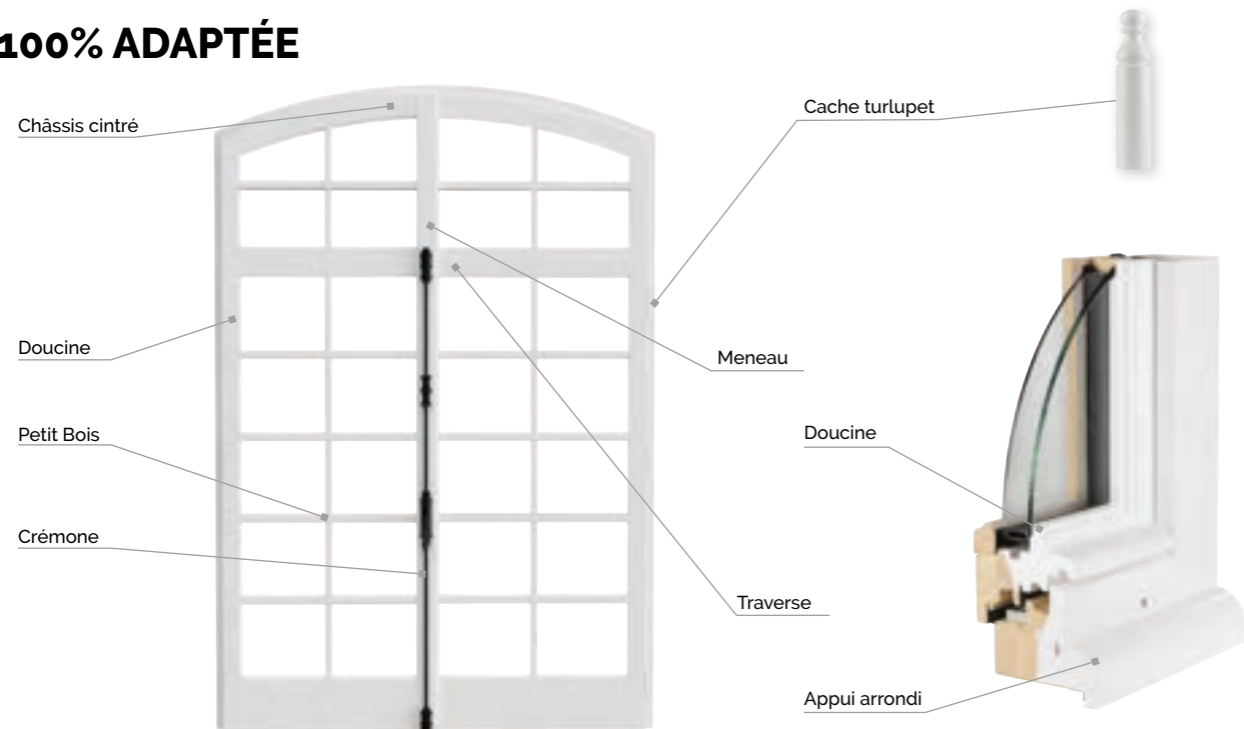 100% ADAPTÉE
Châssis cintré
Cache turlupet
Doucine
Meneau
Petit Bois
Doucine
Crémone
Traverse
Appui arrondi